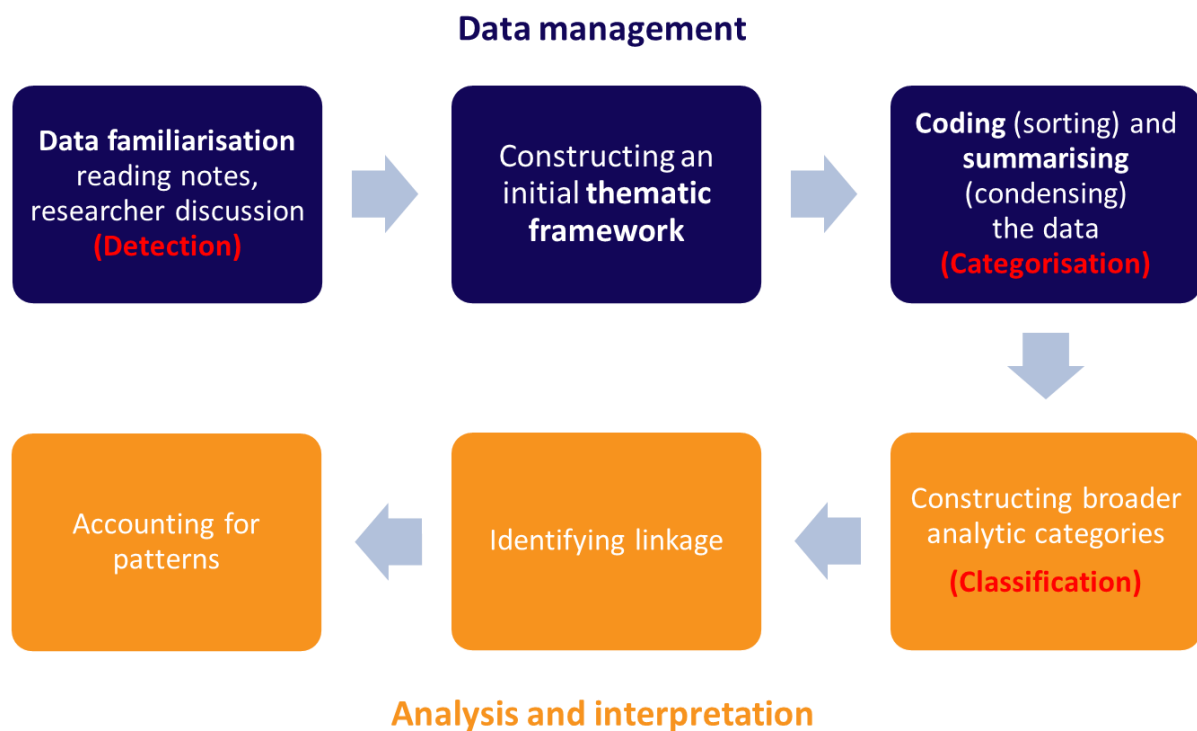 Data management
Data familiarisation
reading notes,
researcher discussion
(Detection)
Constructing an
initial thematic
framework
Coding (sorting) and
summarising
(condensing)
the data
(Categorisation)
Constructing broader
analytic categories
(Classification)
Identifying linkage
Accounting for
patterns
Analysis and interpretation